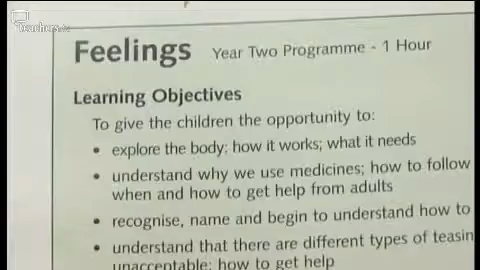 teachers.tv
Feelings Year Two Programme - 1 Hour
Learning Objectives
To give the children the opportunity to:
• explore the body; how it works; what it needs
• understand why we use medicines; how to follow
when and how to get help from adults
• recognise, name and begin to understand how to
• understand that there are different types of teasin
unacceptable; how to get help